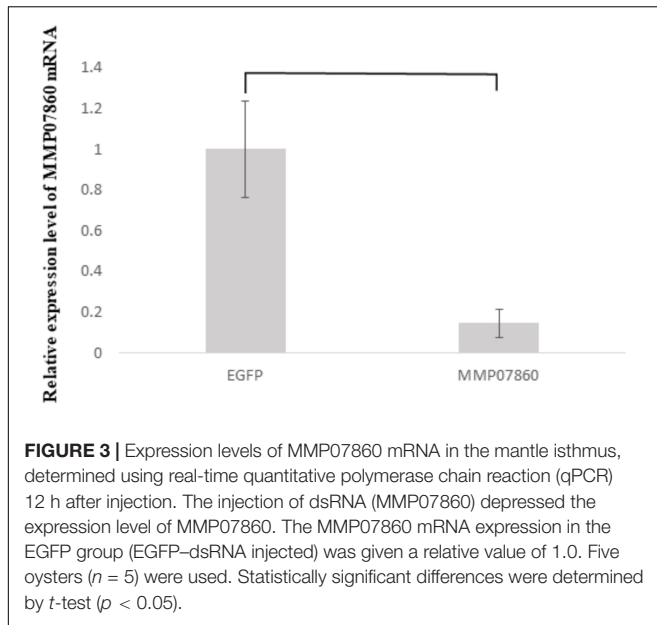 Relative expression level of MMP07860 mRNA
1.4
1.2
1
0.8
0.6
0.4
0.2
0
EGFP MMP07860
FIGURE 3 | Expression levels of MMP07860 mRNA in the mantle isthmus,
determined using real-time quantitative polymerase chain reaction (qPCR)
12 h after injection. The injection of dsRNA (MMP07860) depressed the
expression level of MMP07860. The MMP07860 mRNA expression in the
EGFP group (EGFP–dsRNA injected) was given a relative value of 1.0. Five
oysters (n = 5) were used. Statistically significant differences were determined
by t-test (p < 0.05).